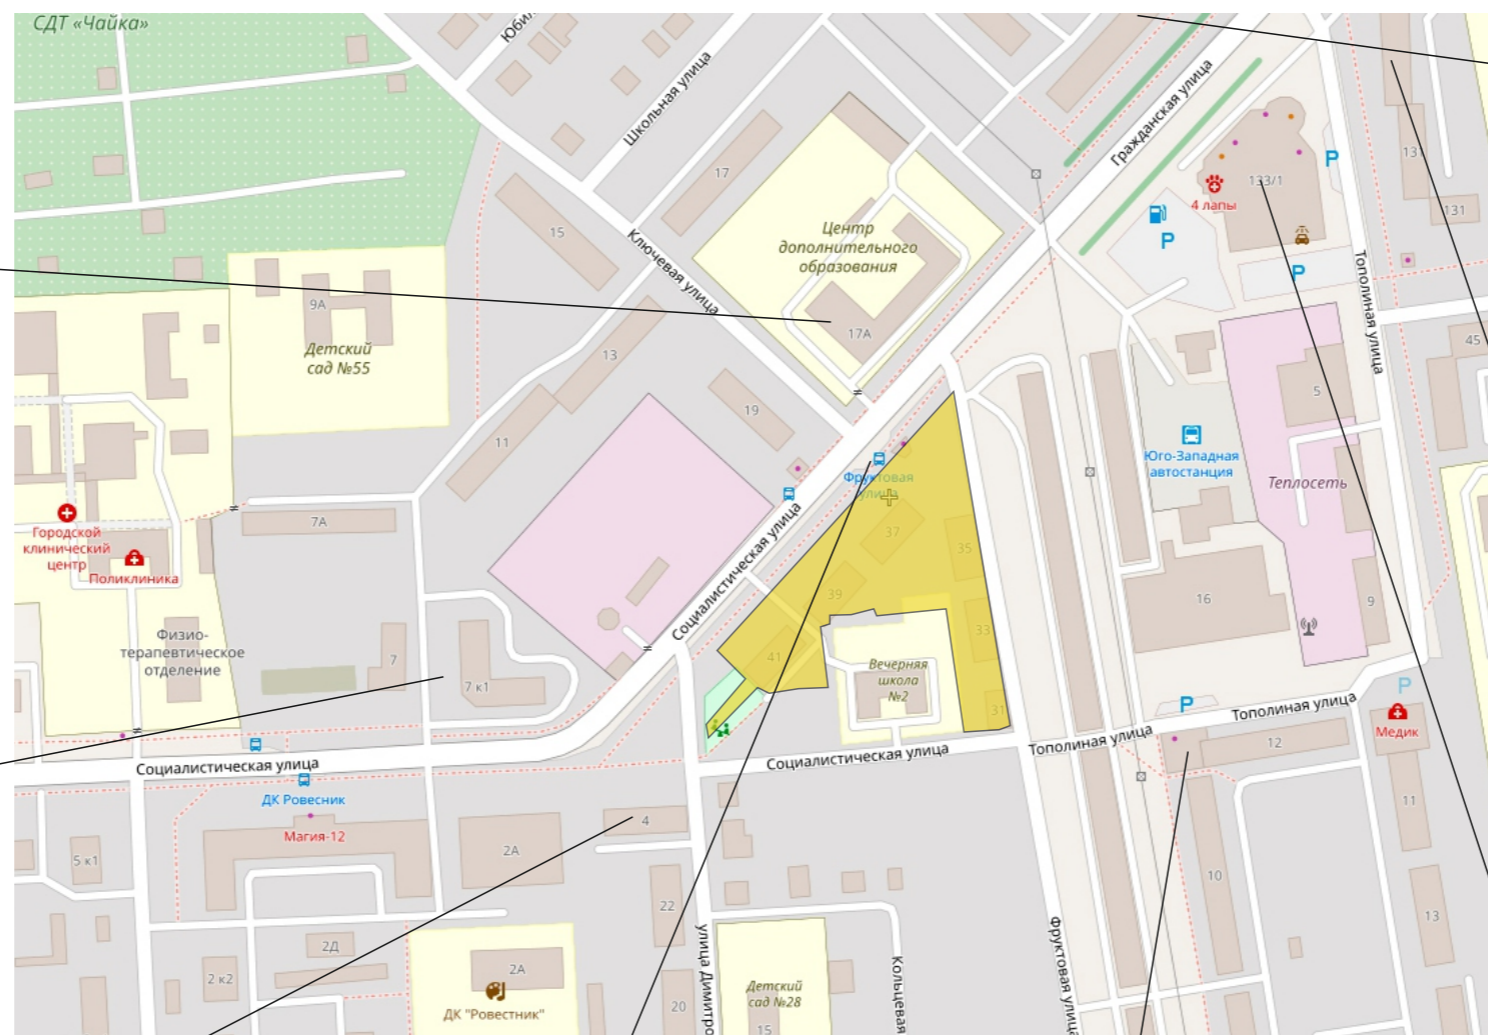 СДТ «Чайка»
Юбил
Школьная улица
Гражданская улица
17
15
Ключевая улица
Центр
дополнительного
образования
17А
133/1
4 лапы
P
P
P
131
131
Тополиная улица
9А
Детский
сад №55
13
11
19
45
5
Юго-Западная
автостанция
Теплосеть
Фруктовая
улица
37
35
39
33
41
31
7А
Городской
клинический
центр
Поликлиника
Физио-
терапевтическое
отделение
7
7 к1
Социалистическая улица
Вечерняя
школа
№2
16
9
P
P
Тополиная улица
Тополиная улица
Медик
12
Социалистическая улица
Социалистическая улица
ДК Ровесник
Магия-12
4
2А
5 к1
22
10
11
13
2Д
2 к2
2А
ДК "Ровестник"
20
улица Димитро
Детский
сад №28
15
Кольцевая
Фруктовая улица